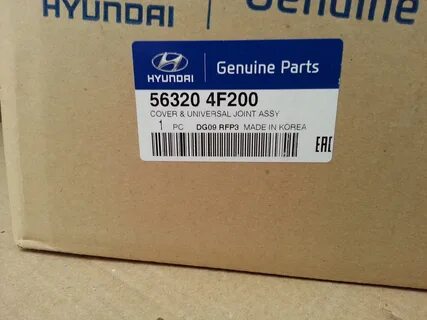 HYUNDAI
Genuine
HYUNDAI
Genuine Parts
56320 4F200
COVER & UNIVERSAL JOINT ASSY
1 PC DG09 RFP3 MADE IN KOREA
EAC